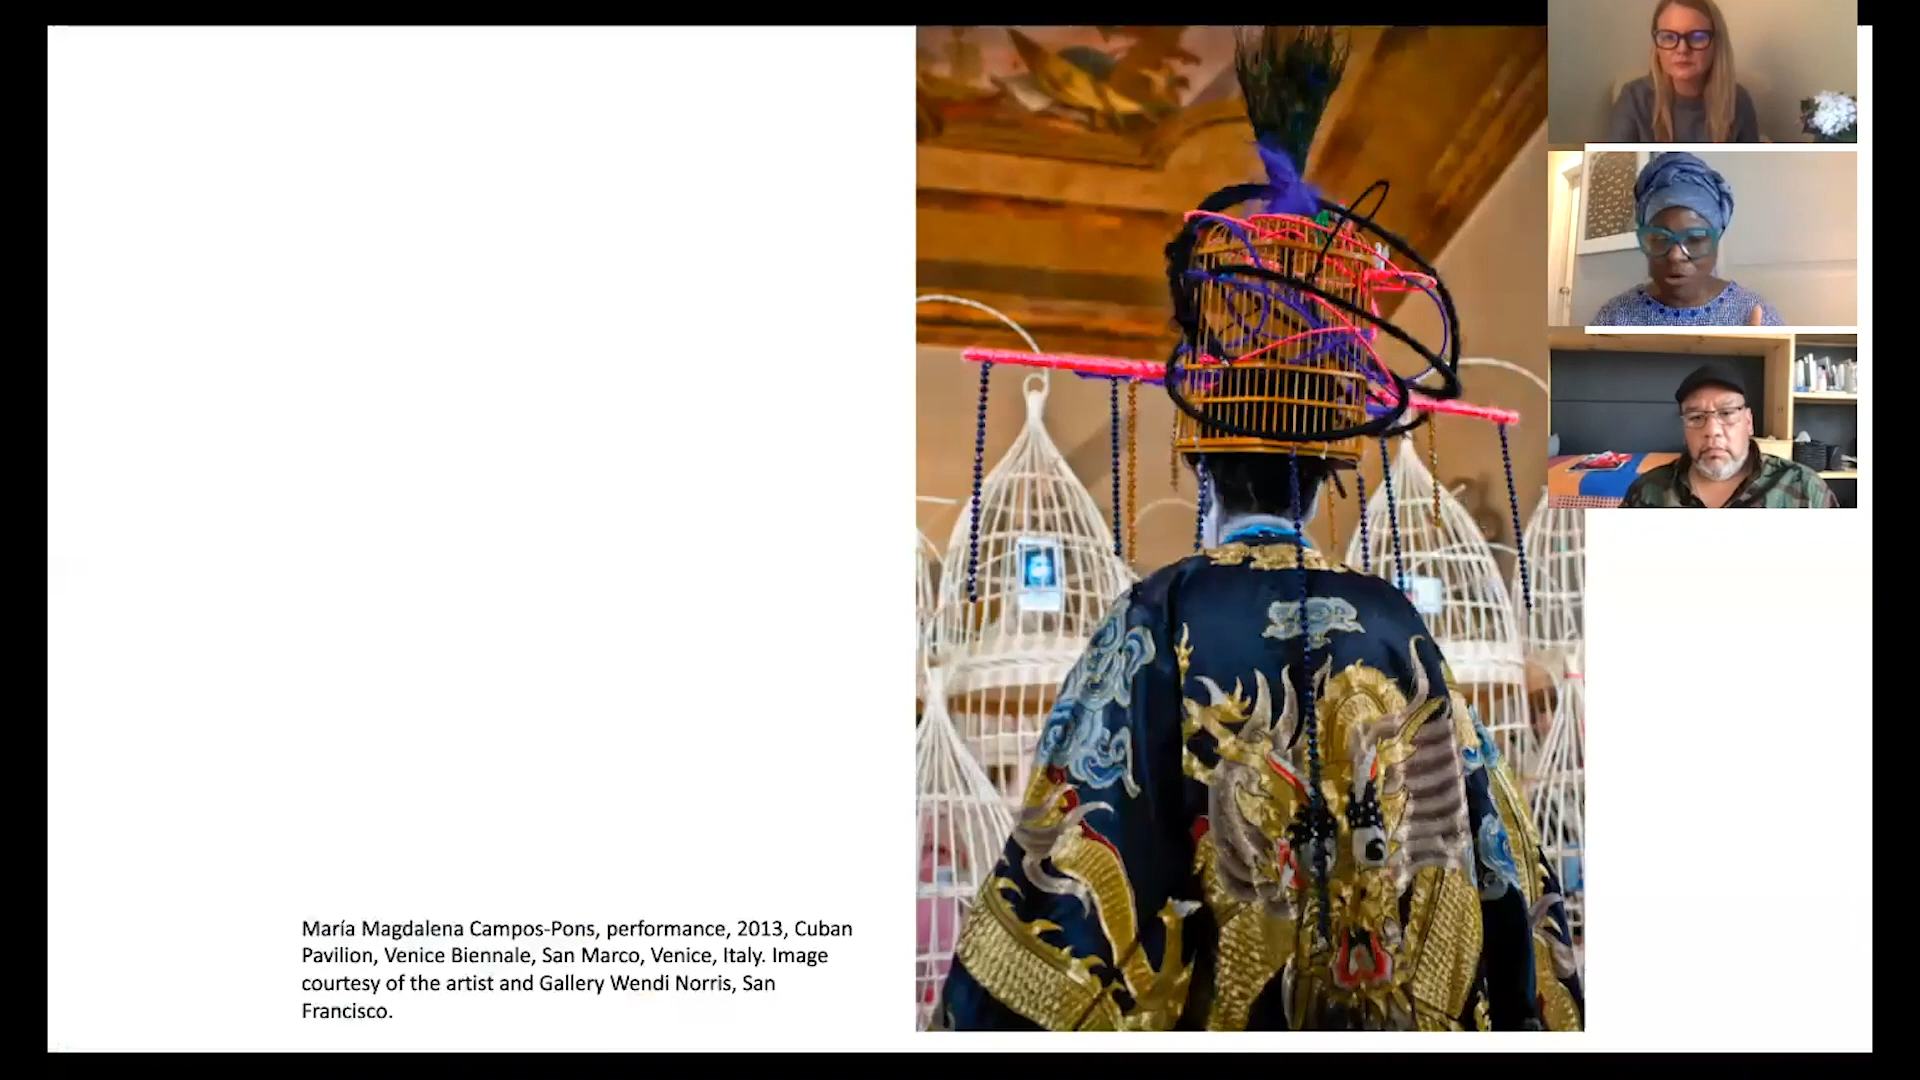 María Magdalena Campos-Pons, performance, 2013, Cuban
Pavilion, Venice Biennale, San Marco, Venice, Italy. Image
courtesy of the artist and Gallery Wendi Norris, San
Francisco.